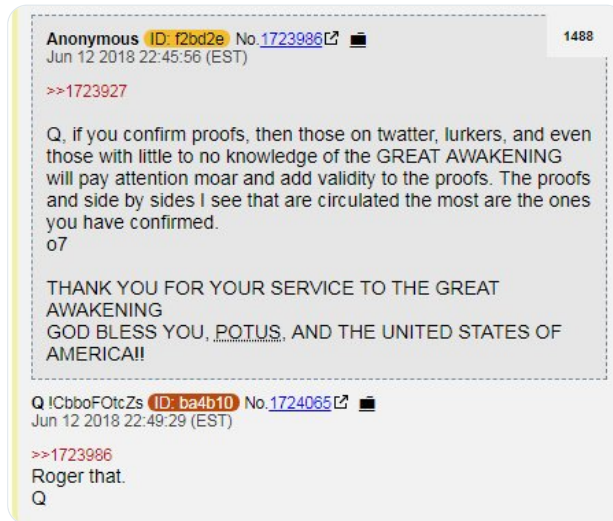 Anonymous ID: f2bd2e No.1723986
1488
Jun 12 2018 22:45:56 (EST)
>>1723927
Q, if you confirm proofs, then those on twatter, lurkers, and even
those with little to no knowledge of the GREAT AWAKENING
will pay attention moar and add validity to the proofs. The proofs
and side by sides I see that are circulated the most are the ones
you have confirmed.
o7
THANK YOU FOR YOUR SERVICE TO THE GREAT
AWAKENING
GOD BLESS YOU, POTUS, AND THE UNITED STATES OF
AMERICA!!
Q !CbboFOtcZs ID: ba4b10 No.1724065
Jun 12 2018 22:49:29 (EST)
>>1723986
Roger that.
Q